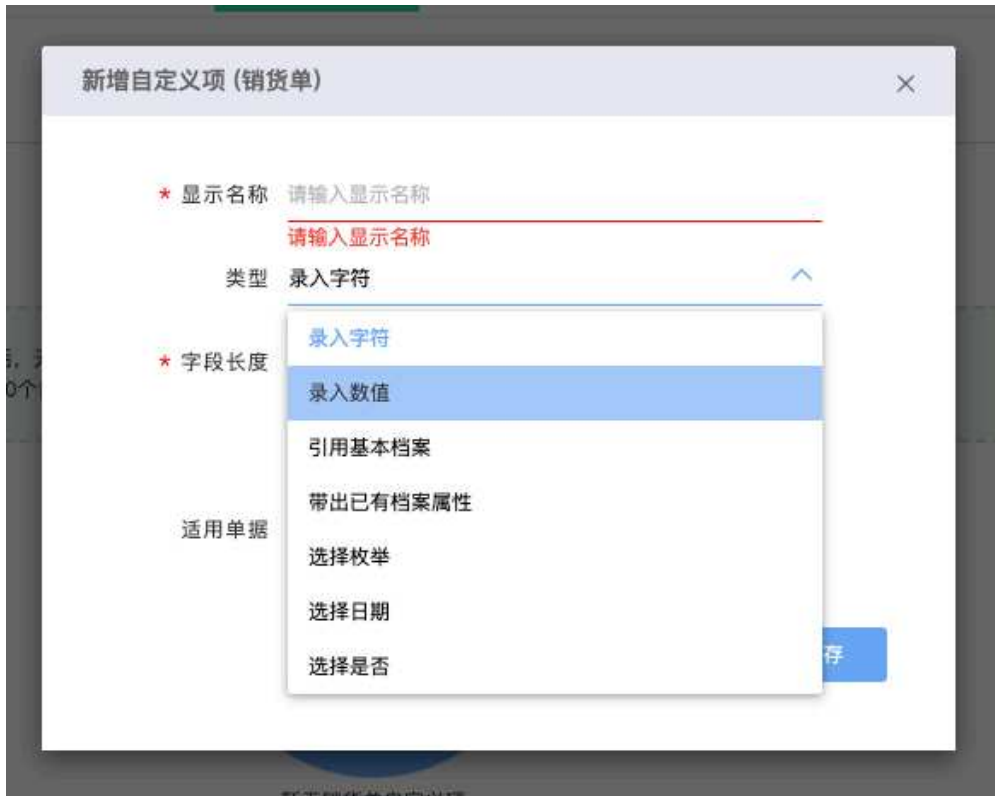 新增自定义项 (销货单)
* 显示名称 请输入显示名称
请输入显示名称
类型 录入字符
录入字符
* 字段长度
0个
录入数值
引用基本档案
带出已有档案属性
适用单据
选择枚举
选择日期
选择是否
存